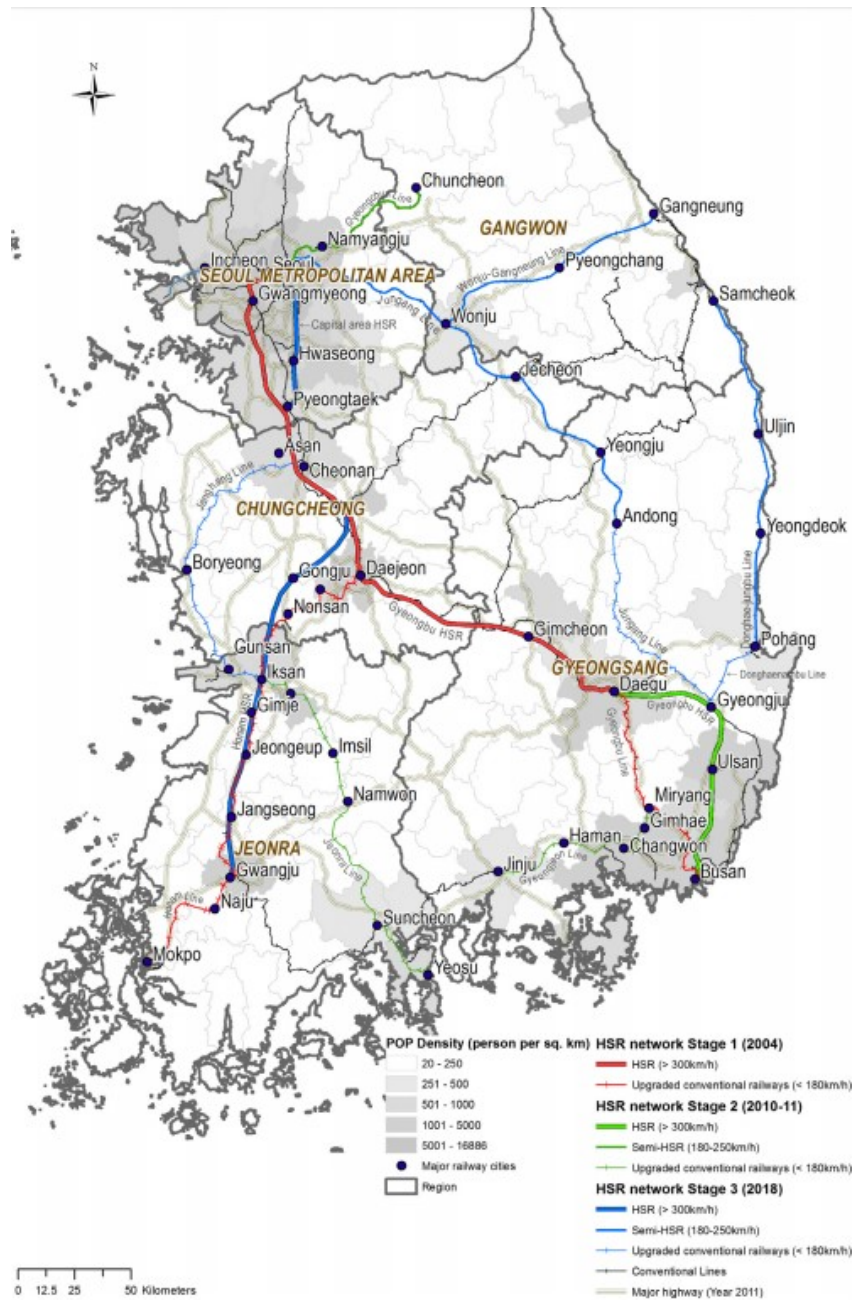 N
Chuncheon
Gyeongchu Line
GANGWON
Gangneung
Namyangju
Incheon
Seoul
Pyeongchang
Wonju-Gangneung Line
SEOUL METROPOLITAN AREA
Gwangmyeong
Samcheok
Jungang Line
Wonju
Capital area HSR
Hwaseong
Jecheon
Pyeongtaek
Uljin
Asan
Yeongju
Cheonan
Janghang Line
CHUNGCHEONG
Andong
Yeongdeok
Boryeong
Gongju
Daejeon
Nonsan
Gyeongbu HSR
Gimcheon
Jungang Line
Donghae-jungbu Line
Pohang
Gunsan
Iksan
GYEONGSANG
Donghaenambu Line
Daegu
Gyeongju
Gimje
Gyeongbu HSR
Honam HSR
Jeongeup
Imsil
Gyeongbu Line
Ulsan
Jangseong
Namwon
Miryang
Gimhae
JEONRA
Jeonra Line
Haman
Changwon
Gwangju
Jinju
Gyeongjeon Line
Busan
Honam Line
Naju
Suncheon
Mokpo
Yeosu
POP Density (person per sq. km)
20 - 250
251 - 500
501 - 1000
1001 - 5000
5001 - 16886
Major railway cities
Region
HSR network Stage 1 (2004)
HSR (> 300km/h)
Upgraded conventional railways (< 180km/h)
HSR network Stage 2 (2010-11)
HSR (> 300km/h)
Semi-HSR (180-250km/h)
Upgraded conventional railways (< 180km/h)
HSR network Stage 3 (2018)
HSR (> 300km/h)
Semi-HSR (180-250km/h)
Upgraded conventional railways (< 180km/h)
Conventional Lines
Major highway (Year 2011)
0 12.5 25 50 Kilometers